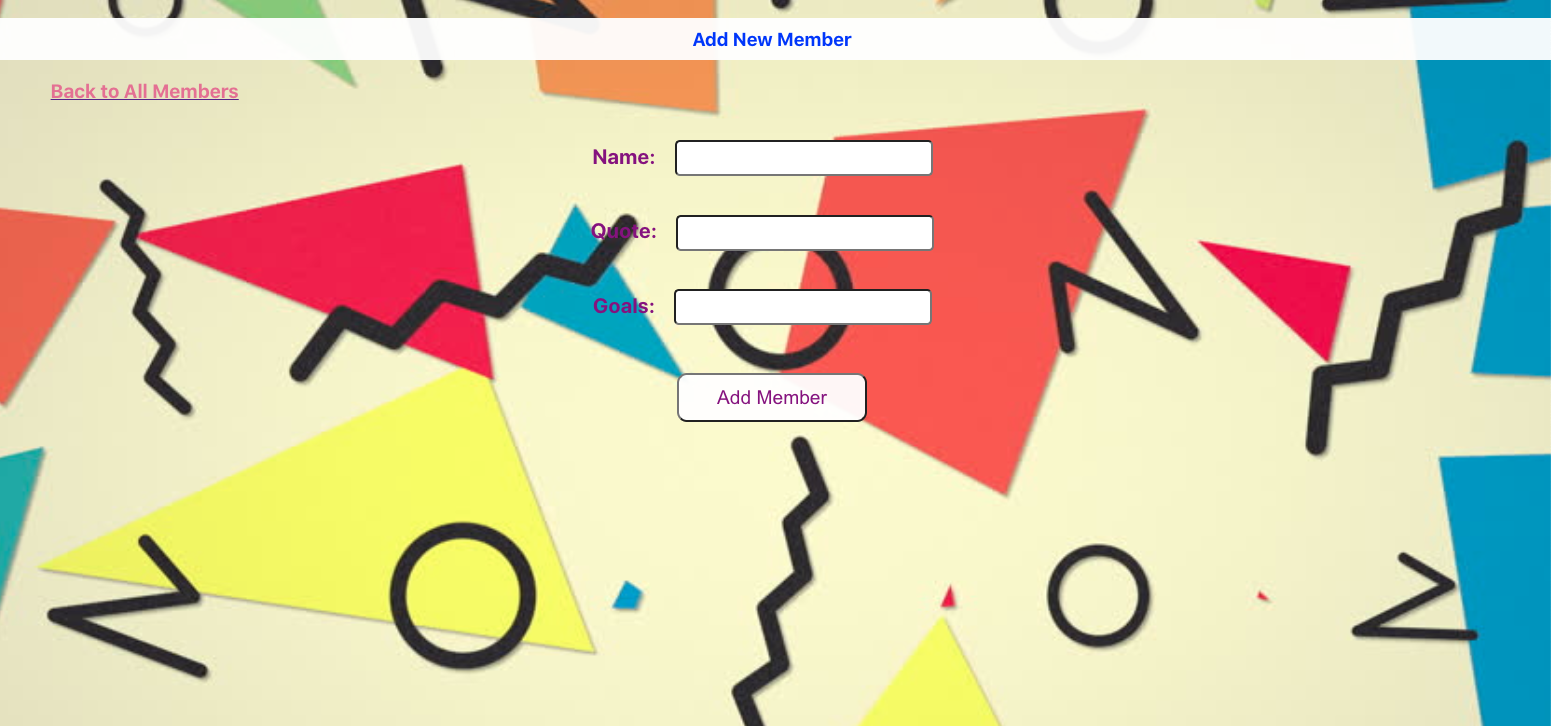 Add New Member
Back to All Members
Name:
Quote:
Goals:
Add Member